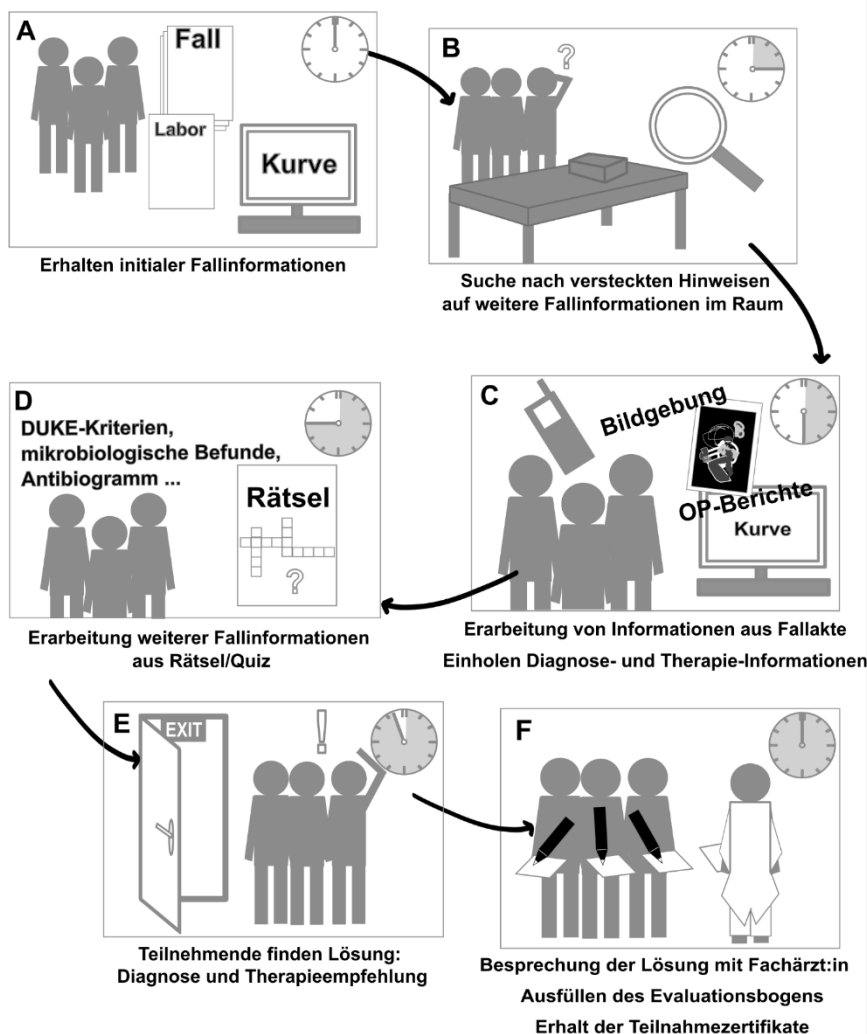 A
Fall
Labor
Kurve
Erhalten initialer Fallinformationen
B
?
Suche nach versteckten Hinweisen
auf weitere Fallinformationen im Raum
C
Bildgebung
OP-Berichte
Kurve
Erarbeitung von Informationen aus Fallakte
Einholen Diagnose- und Therapie-Informationen
D
DUKE-Kriterien,
mikrobiologische Befunde,
Antibiogramm ...
Rätsel
?
Erarbeitung weiterer Fallinformationen
aus Rätsel/Quiz
E
EXIT
!
Teilnehmende finden Lösung:
Diagnose und Therapieempfehlung
F
Besprechung der Lösung mit Fachärzt:in
Ausfüllen des Evaluationsbogens
Erhalt der Teilnahmezertifikate